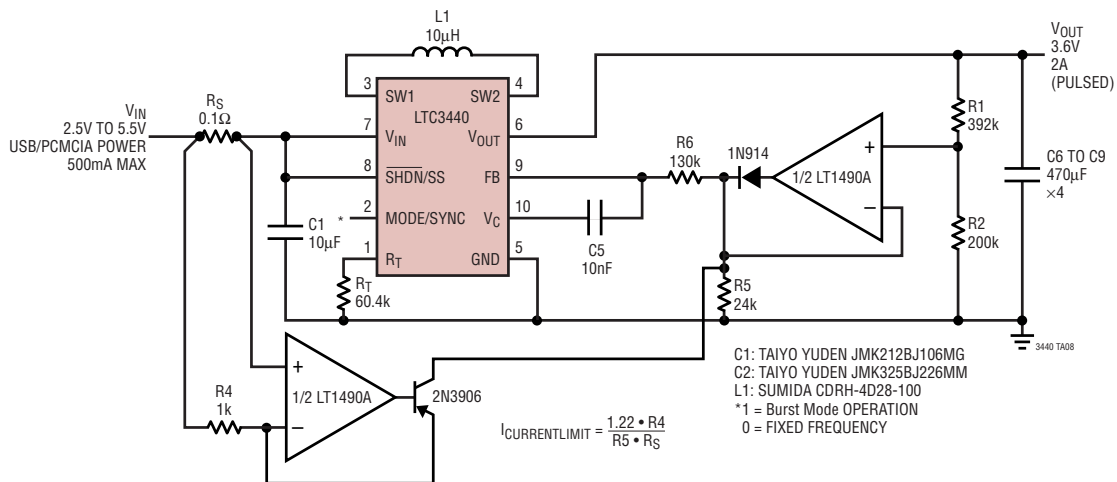 L1
10µH
3
4
SW1
SW2
LTC3440
VIN
2.5V TO 5.5V
USB/PCMCIA POWER
500mA MAX
RS
0.1Ω
7
VIN
VOUT
6
8
SHDN/SS
FB
9
2
MODE/SYNC
VC
10
*
1
RT
GND
5
C1
10µF
RT
60.4k
C5
10nF
R6
130k
1N914
1/2 LT1490A
+
–
R5
24k
VOUT
3.6V
2A
(PULSED)
R1
392k
R2
200k
C6 TO C9
470µF
×4
3440 TA08
R4
1k
+
–
1/2 LT1490A
2N3906
ICURRENTLIMIT = 1.22 • R4
R5 • RS
C1: TAIYO YUDEN JMK212BJ106MG
C2: TAIYO YUDEN JMK325BJ226MM
L1: SUMIDA CDRH-4D28-100
*1 = Burst Mode OPERATION
0 = FIXED FREQUENCY